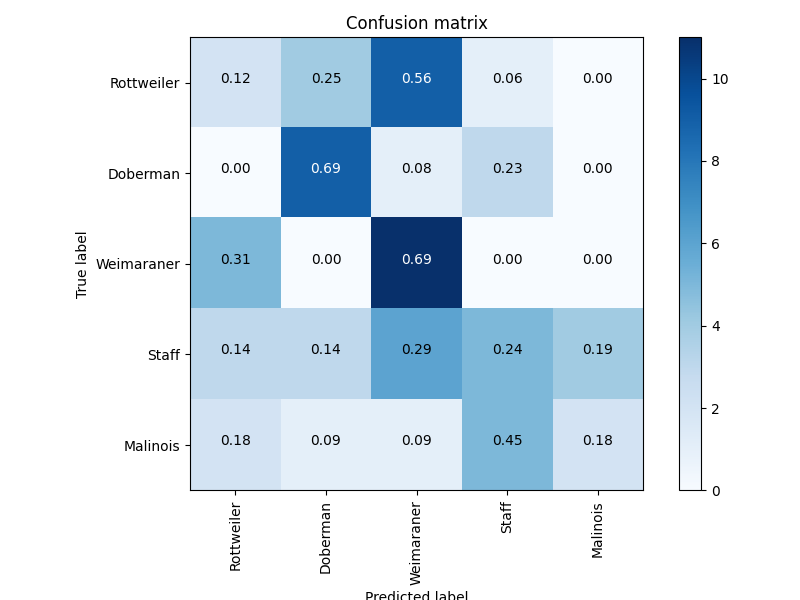 Confusion matrix
Rottweiler 0.12 0.25 0.56 0.06 0.00
Doberman 0.00 0.69 0.08 0.23 0.00
Weimaraner 0.31 0.00 0.69 0.00 0.00
Staff 0.14 0.14 0.29 0.24 0.19
Malinois 0.18 0.09 0.09 0.45 0.18
True label
Rottweiler
Doberman
Weimaraner
Staff
Malinois
Predicted label
10
8
6
4
2
0